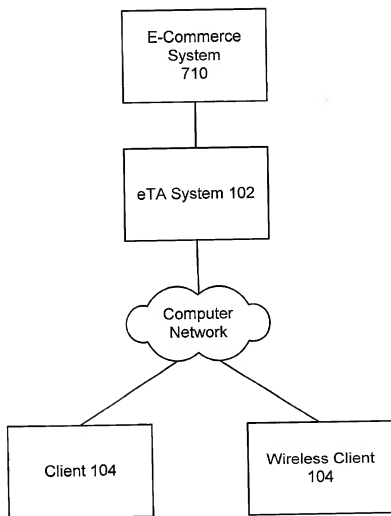 E-Commerce
System
710
eTA System 102
Computer
Network
Client 104
Wireless Client
104